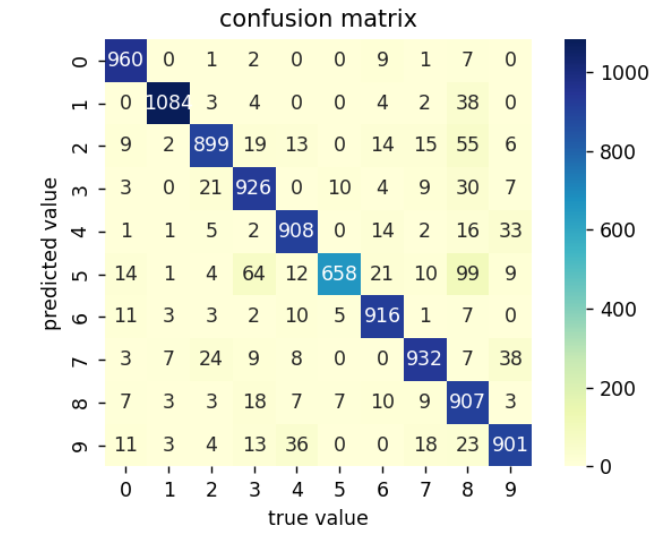 confusion matrix
predicted value
0 960 0 1 2 0 0 9 1 7 0
1 0 1084 3 4 0 0 4 2 38 0
2 9 2 899 19 13 0 14 15 55 6
3 3 0 21 926 0 10 4 9 30 7
4 1 1 5 2 908 0 14 2 16 33
5 14 1 4 64 12 658 21 10 99 9
6 11 3 3 2 10 5 916 1 7 0
7 3 7 24 9 8 0 0 932 7 38
8 7 3 3 18 7 7 10 9 907 3
9 11 3 4 13 36 0 0 18 23 901
0 1 2 3 4 5 6 7 8 9
true value
1000
800
600
400
200
0